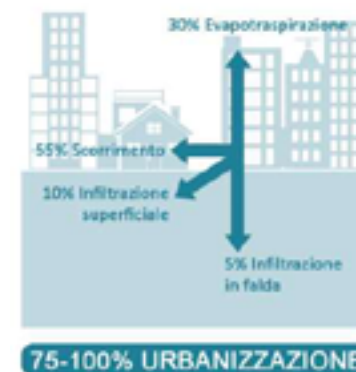 30% Evapotraspirazione
55% Scorrimento
10% Infiltrazione
superficiale
5% Infiltrazione
in falda
75-100% URBANIZZAZIONE